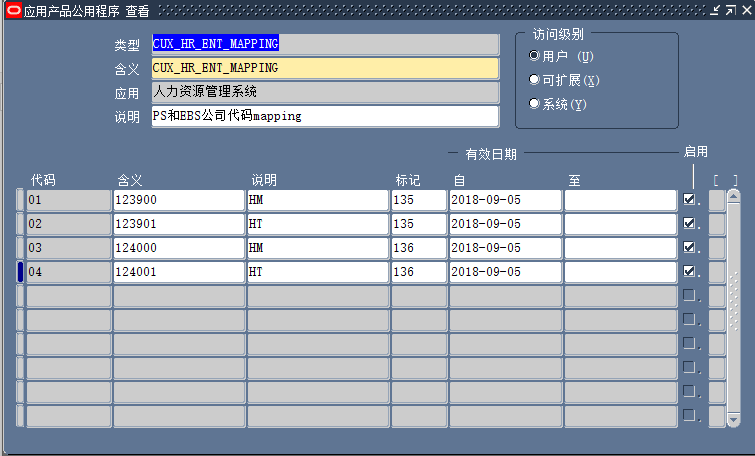 应用产品公用程序 查看
类型 CUX_HR_ENT_MAPPING
含义 CUX_HR_ENT_MAPPING
应用 人力资源管理系统
说明 PS和EBS公司代码mapping
访问级别
用户 (U)
可扩展(X)
系统(Y)
有效日期 启用
代码 含义 说明 标记 自 至 [ ]
01 123900 HM 135 2018-09-05
02 123901 HT 135 2018-09-05
03 124000 HM 136 2018-09-05
04 124001 HT 136 2018-09-05